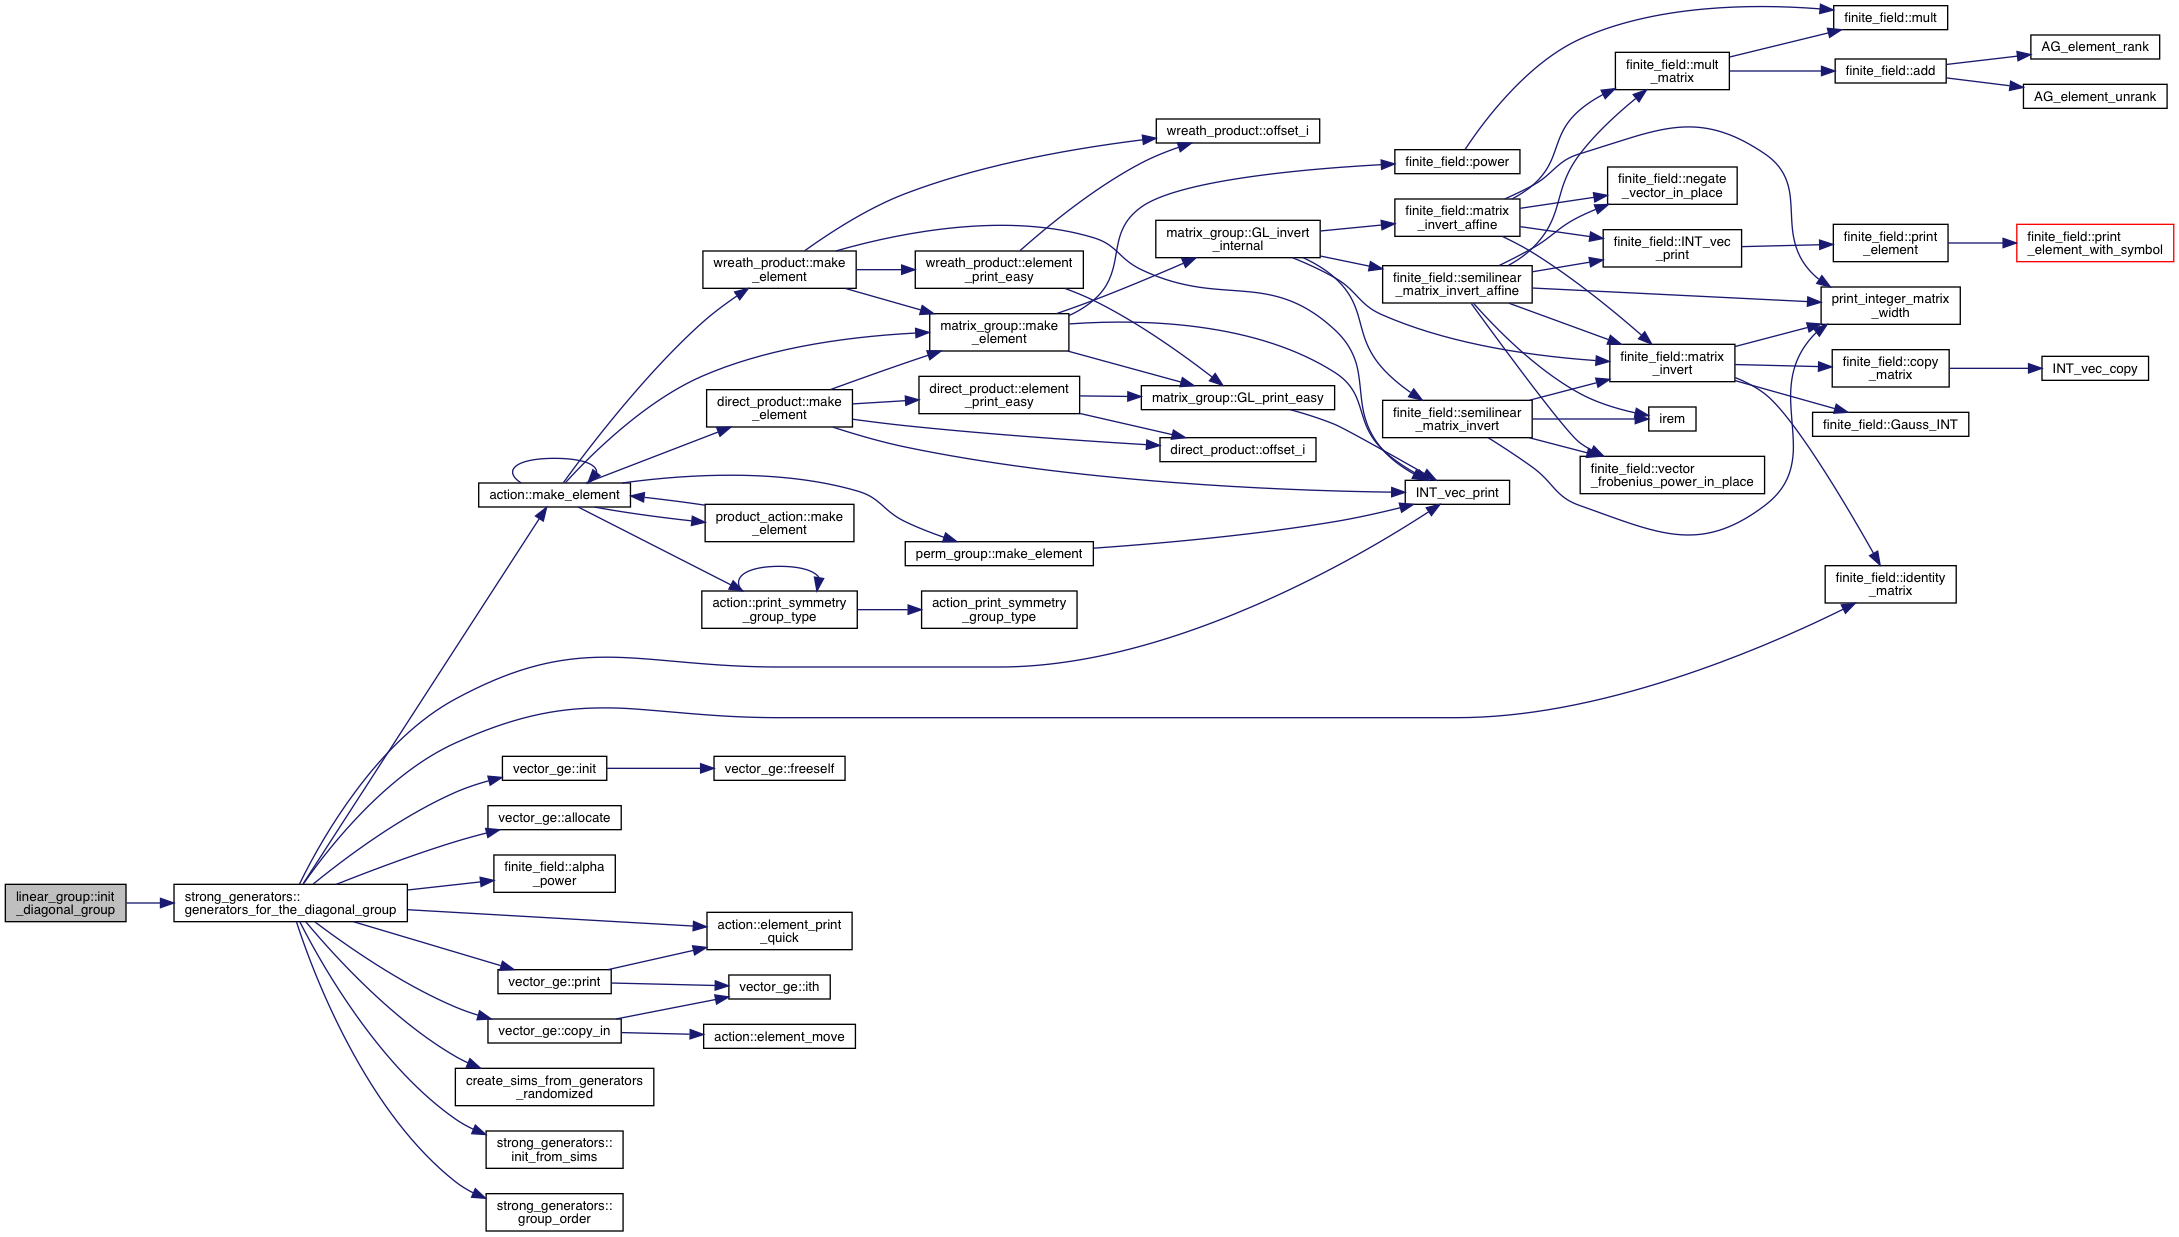 linear_group::init
_diagonal_group
strong_generators::
generators_for_the_diagonal_group
action::make_element
vector_ge::init
vector_ge::allocate
finite_field::alpha
_power
vector_ge::print
vector_ge::copy_in
create_sims_from_generators
_randomized
strong_generators::
init_from_sims
strong_generators::
group_order
wreath_product::make
_element
direct_product::make
_element
product_action::make
_element
action::print_symmetry
_group_type
vector_ge::freeself
action::element_print
_quick
vector_ge::ith
action::element_move
wreath_product::element
_print_easy
matrix_group::make
_element
direct_product::element
_print_easy
perm_group::make_element
action_print_symmetry
_group_type
wreath_product::offset_i
matrix_group::GL_invert
_internal
matrix_group::GL_print_easy
direct_product::offset_i
finite_field::power
finite_field::matrix
_invert_affine
finite_field::semilinear
_matrix_invert_affine
finite_field::semilinear
_matrix_invert
INT_vec_print
finite_field::mult
_matrix
finite_field::negate
_vector_in_place
finite_field::INT_vec
_print
finite_field::matrix
_invert
irem
finite_field::vector
_frobenius_power_in_place
finite_field::mult
finite_field::add
finite_field::print
_element
print_integer_matrix
_width
finite_field::copy
_matrix
finite_field::Gauss_INT
finite_field::identity
_matrix
AG_element_rank
AG_element_unrank
finite_field::print
_element_with_symbol
INT_vec_copy